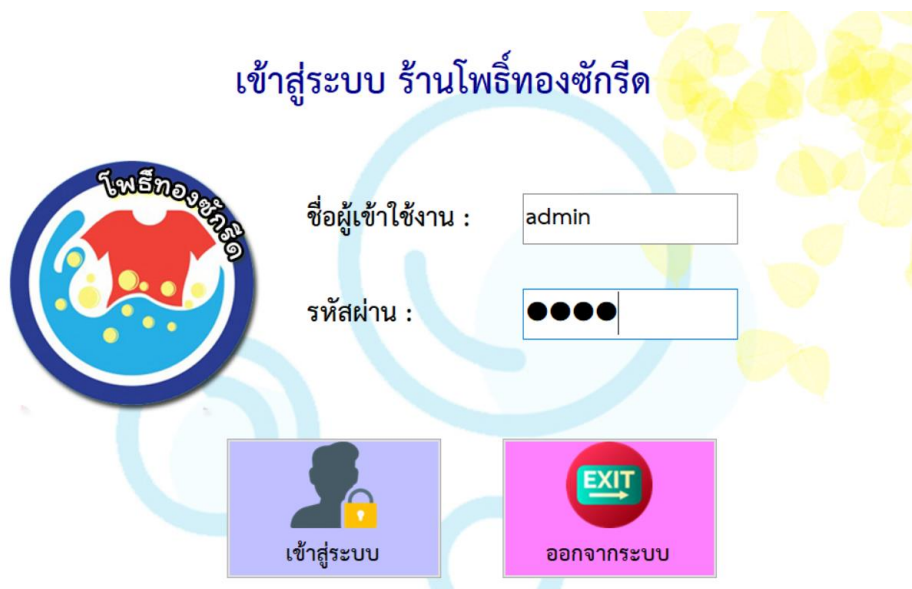 เข้าสู่ระบบ ร้านโพธิ์ทองซักรีด
โพธิ์ทองซักรีด
ชื่อผู้เข้าใช้งาน :
admin
รหัสผ่าน :
●●●●
EXIT
เข้าสู่ระบบ
ออกจากระบบ